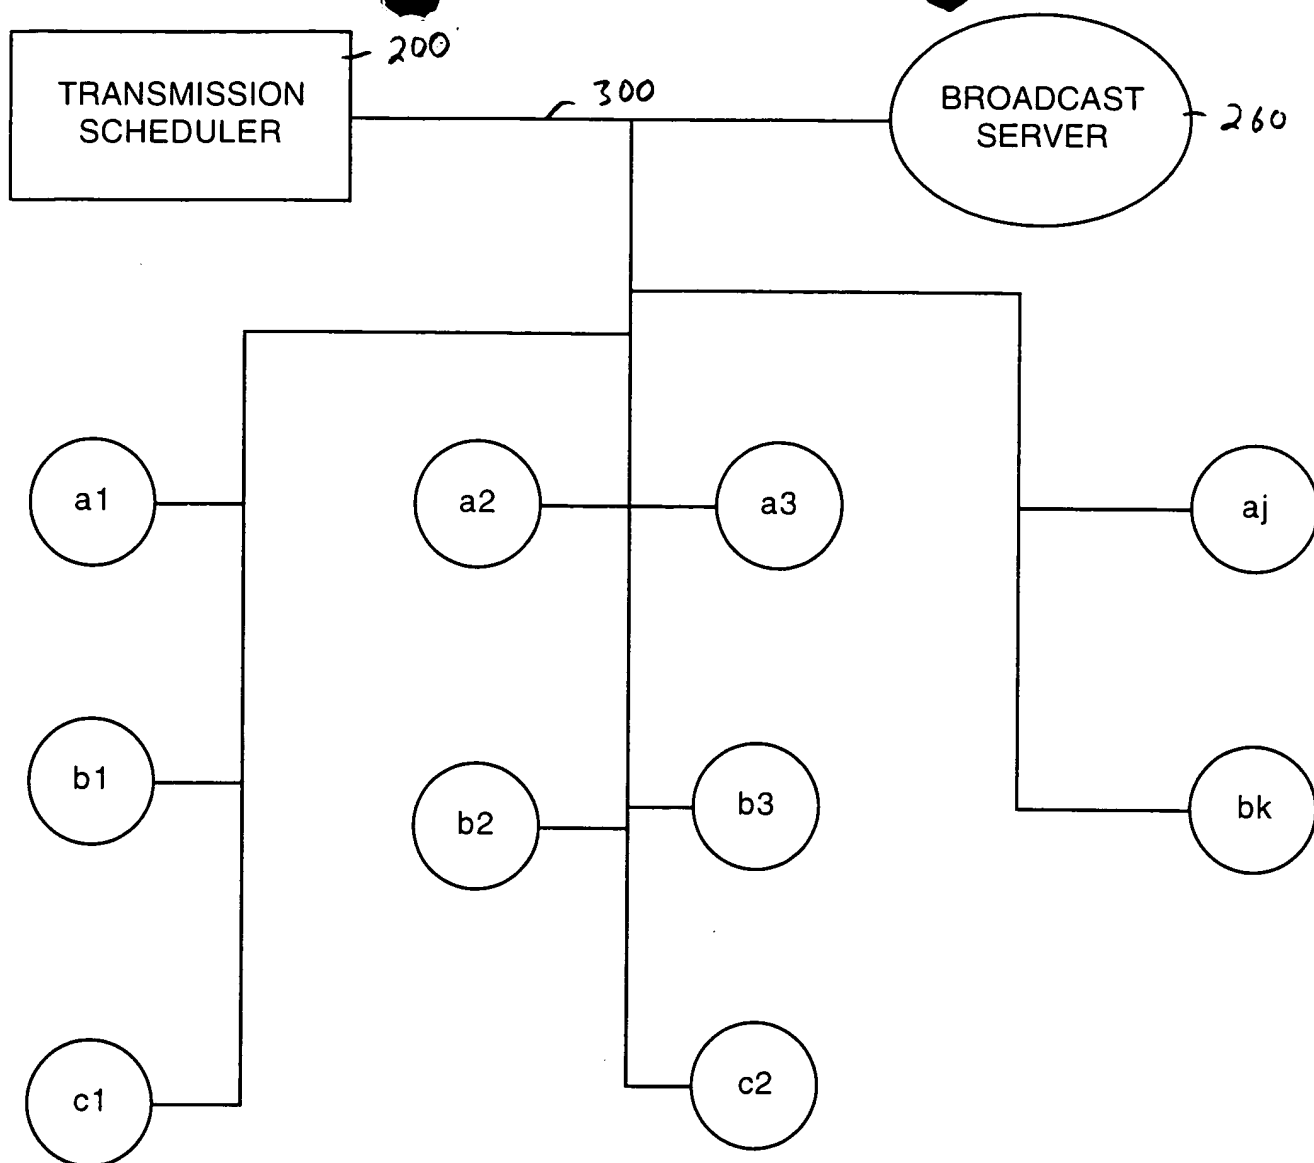 200
TRANSMISSION
SCHEDULER
300
BROADCAST
SERVER
260
a1
a2
a3
aj
b1
b2
b3
bk
c1
c2